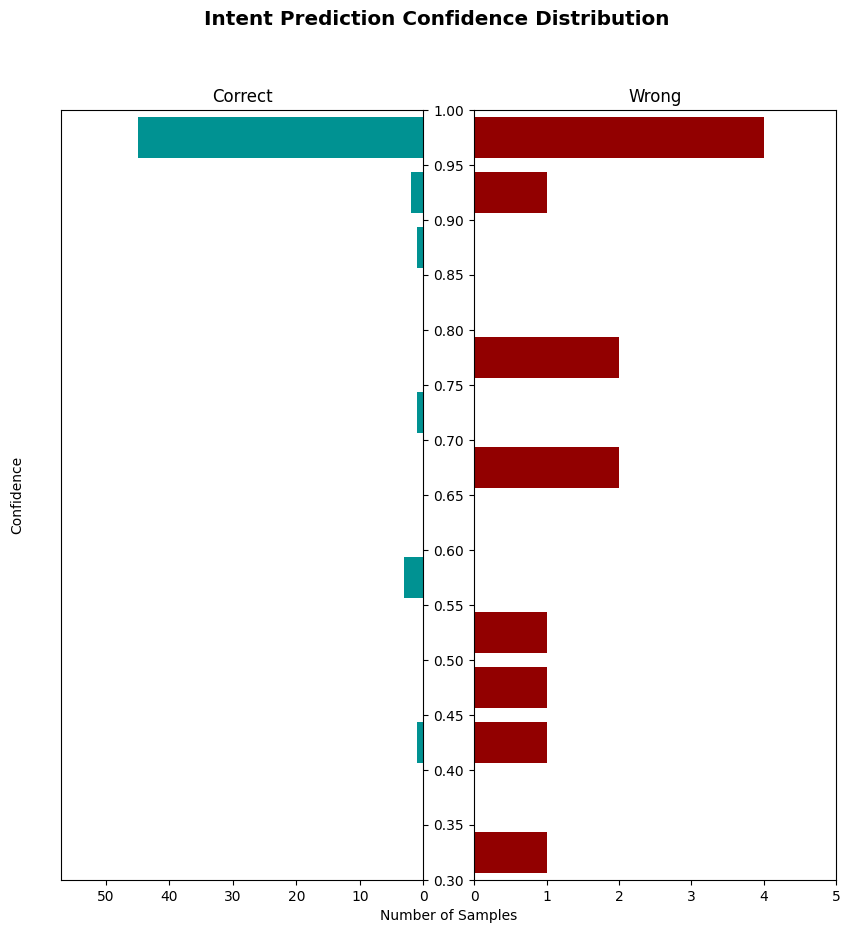 Intent Prediction Confidence Distribution
Correct
Wrong
1.00
0.95
0.90
0.85
0.80
0.75
0.70
0.65
0.60
0.55
0.50
0.45
0.40
0.35
0.30
Confidence
50 40 30 20 10 0
0 1 2 3 4 5
Number of Samples